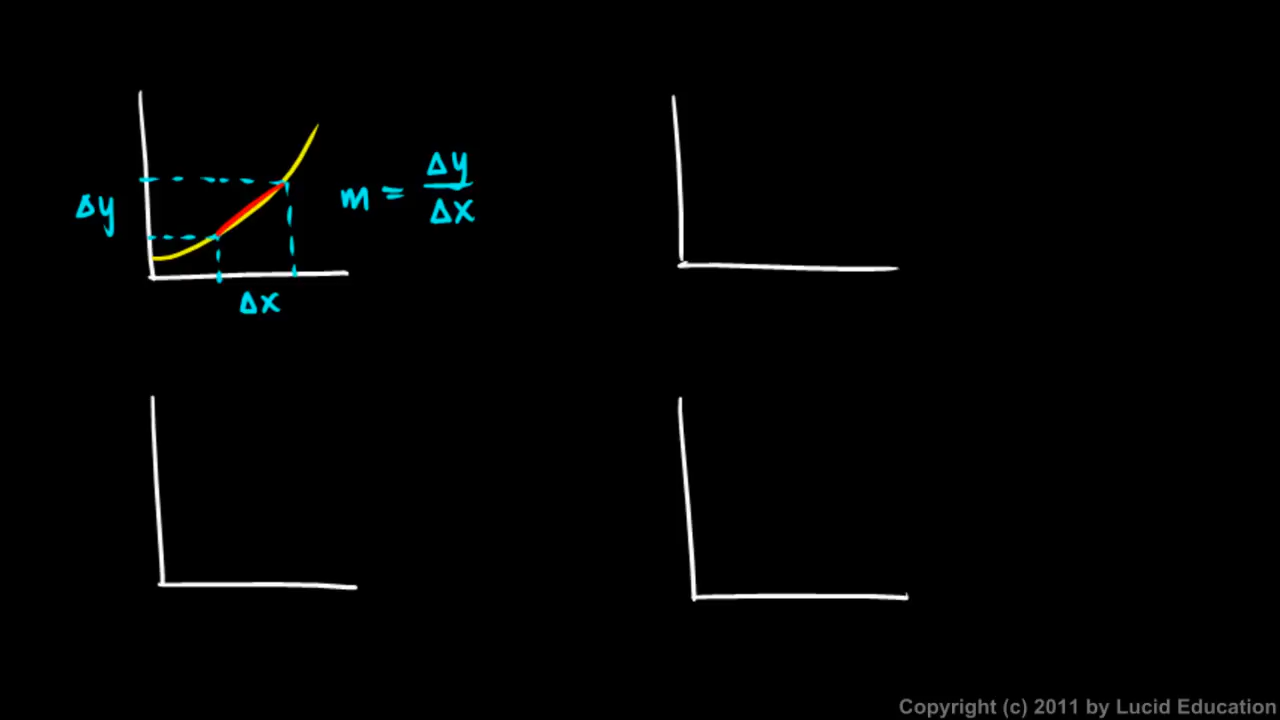 Δy
m = Δy/Δx
Δx
Copyright (c) 2011 by Lucid Education